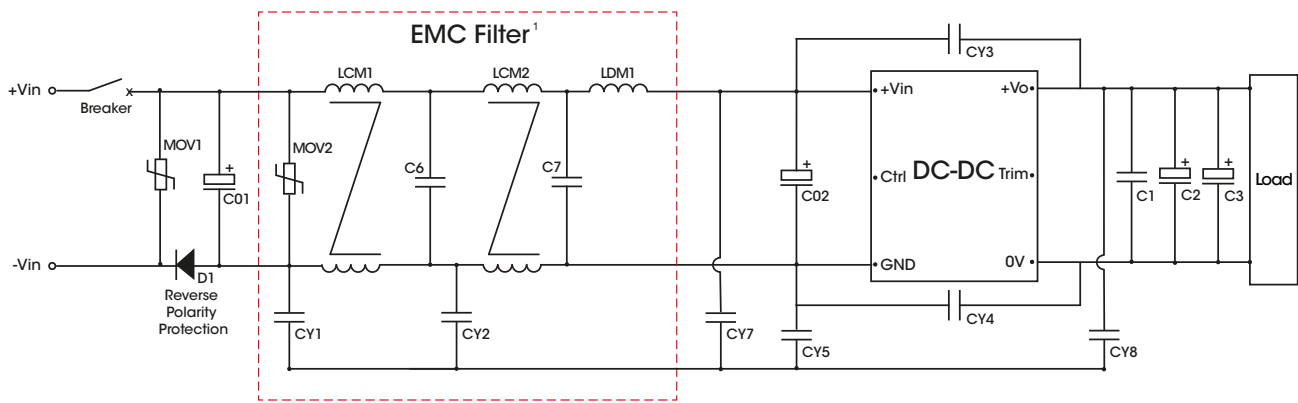 EMC Filter¹
CY3
LCM1
LCM2
LDM1
+Vin
Breaker
+Vin
+Vo
MOV1
MOV2
C6
C7
+
C01
+
C02
Ctrl
DC-DC
Trim
C1
+
C2
+
C3
Load
-Vin
D1
Reverse
Polarity
Protection
GND
0V
CY1
CY2
CY7
CY5
CY4
CY8